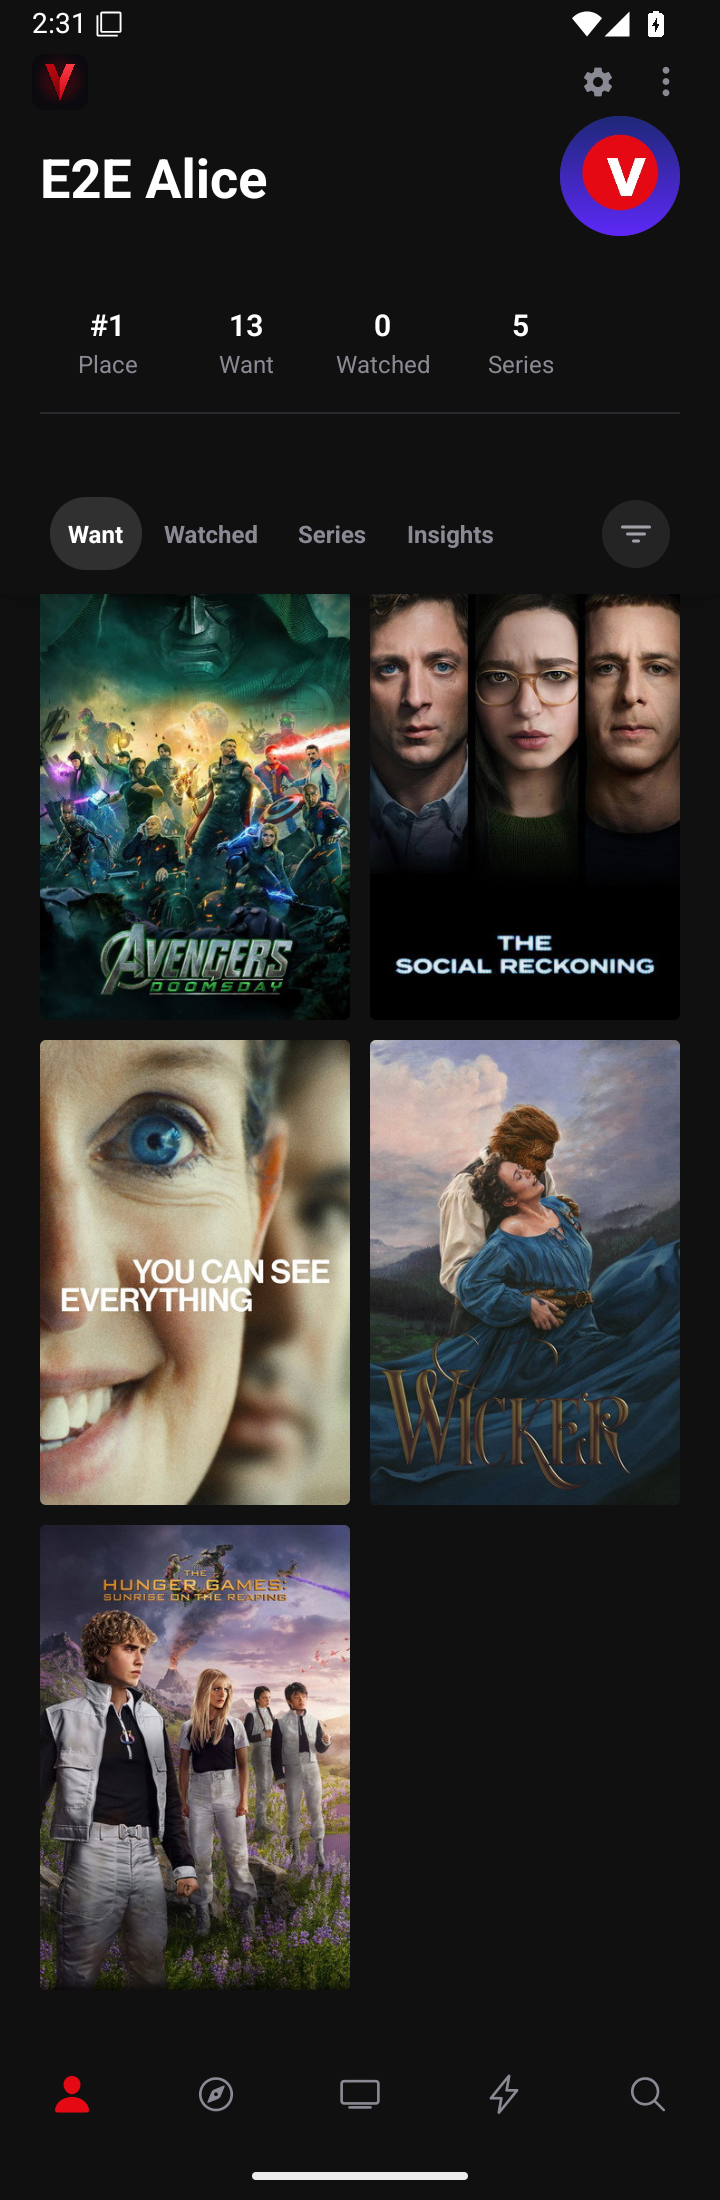 2:31
V
E2E Alice
V
#1
13
0
5
Place
Want
Watched
Series
Want
Watched
Series
Insights
AVENGERS
DOOMSDAY
THE
SOCIAL RECKONING
YOU CAN SEE
EVERYTHING
WICKER
THE
HUNGER GAMES:
SUNRISE ON THE REAPING